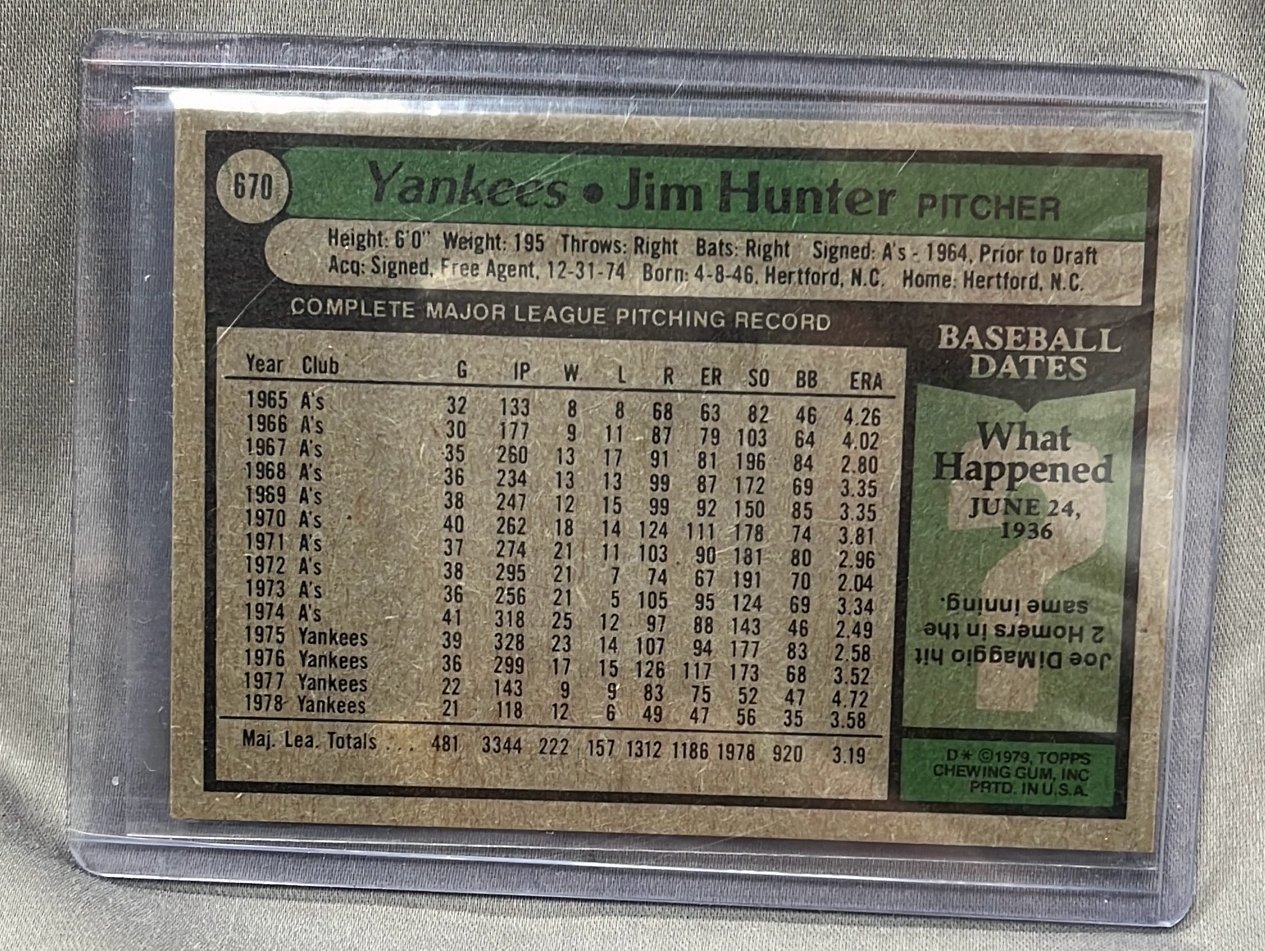 670
Yankees • Jim Hunter PITCHER
Height: 6'0" Weight: 195 Throws: Right Bats: Right Signed: A's - 1964, Prior to Draft
Acq: Signed, Free Agent, 12-31-74 Born: 4-8-46, Hertford, N.C. Home: Hertford, N.C.
COMPLETE MAJOR LEAGUE PITCHING RECORD
Year Club G IP W L R ER SO BB ERA
1965 A's 32 133 8 8 68 63 82 46 4.26
1966 A's 30 177 9 11 87 79 103 64 4.02
1967 A's 35 260 13 17 91 81 196 84 2.80
1968 A's 36 234 13 13 99 87 172 69 3.35
1969 A's 38 247 12 15 99 92 150 85 3.35
1970 A's 40 262 18 14 124 111 178 74 3.81
1971 A's 37 274 21 11 103 90 181 80 2.96
1972 A's 38 295 21 7 74 67 191 70 2.04
1973 A's 36 256 21 5 105 95 124 69 3.34
1974 A's 41 318 25 12 97 88 143 46 2.49
1975 Yankees 39 328 23 14 107 94 177 83 2.58
1976 Yankees 36 299 17 15 126 117 173 68 3.52
1977 Yankees 22 143 9 9 83 75 52 47 4.72
1978 Yankees 21 118 12 6 49 47 56 35 3.58
Maj. Lea. Totals ... 481 3344 222 157 1312 1186 1978 920 3.19
BASEBALL
DATES
What
Happened
JUNE 24,
1936
?
Joe DiMaggio hit
2 Homers in the
same inning.
D* ©1979, TOPPS
CHEWING GUM, INC
PRTD. IN U.S.A.